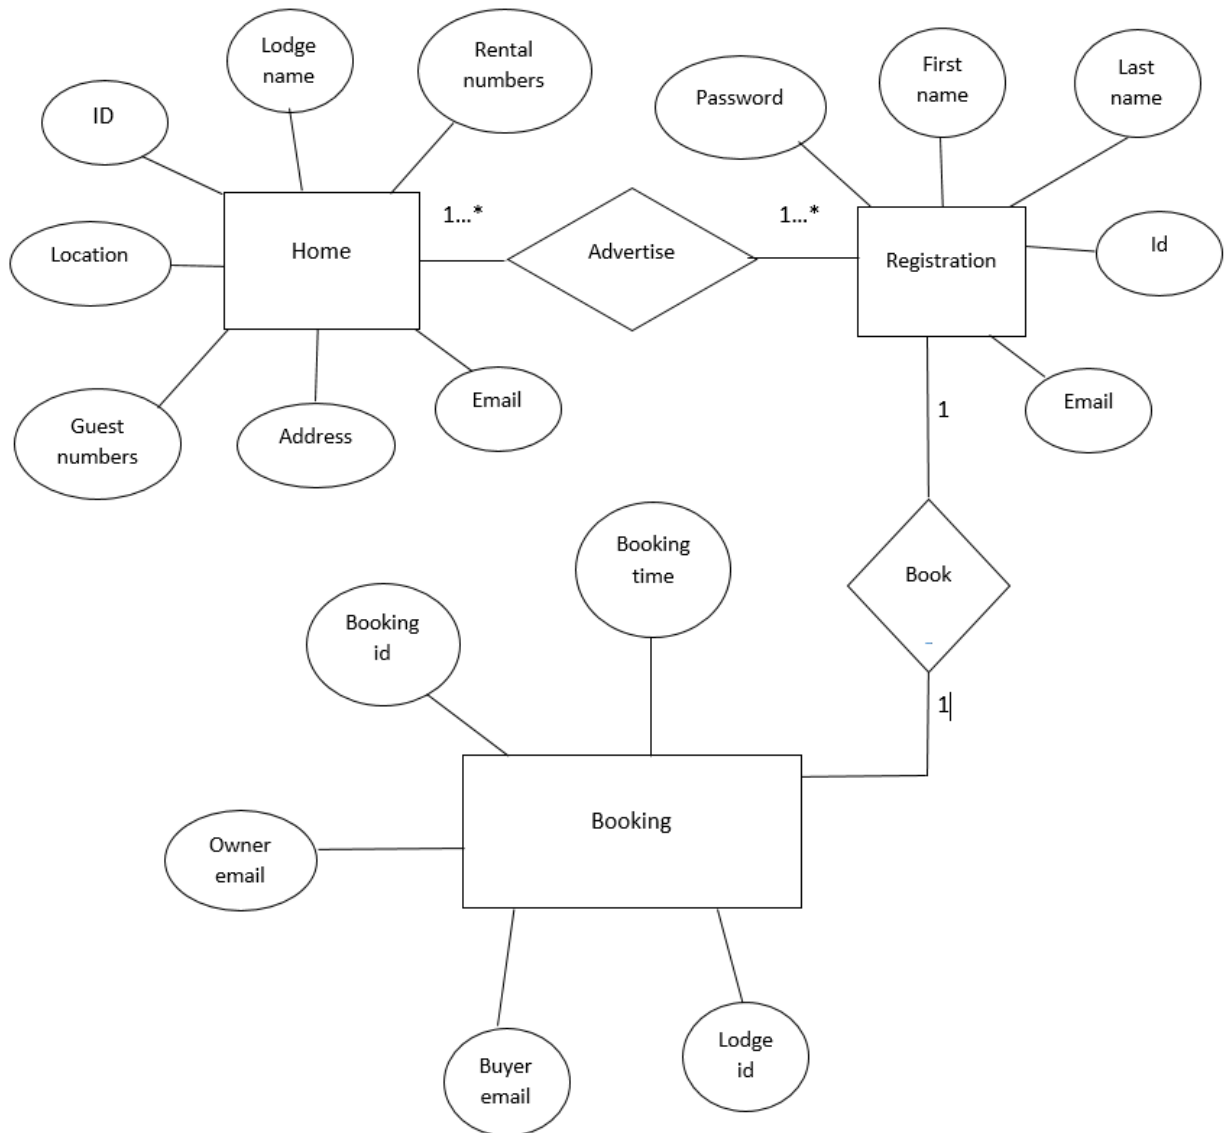 Lodge
name
Rental
numbers
ID
Password
First
name
Last
name
1...*
1...*
Home
Advertise
Registration
Location
Id
Guest
numbers
Address
Email
Email
1
Booking
time
Book
Booking
id
1
Booking
Owner
email
Buyer
email
Lodge
id